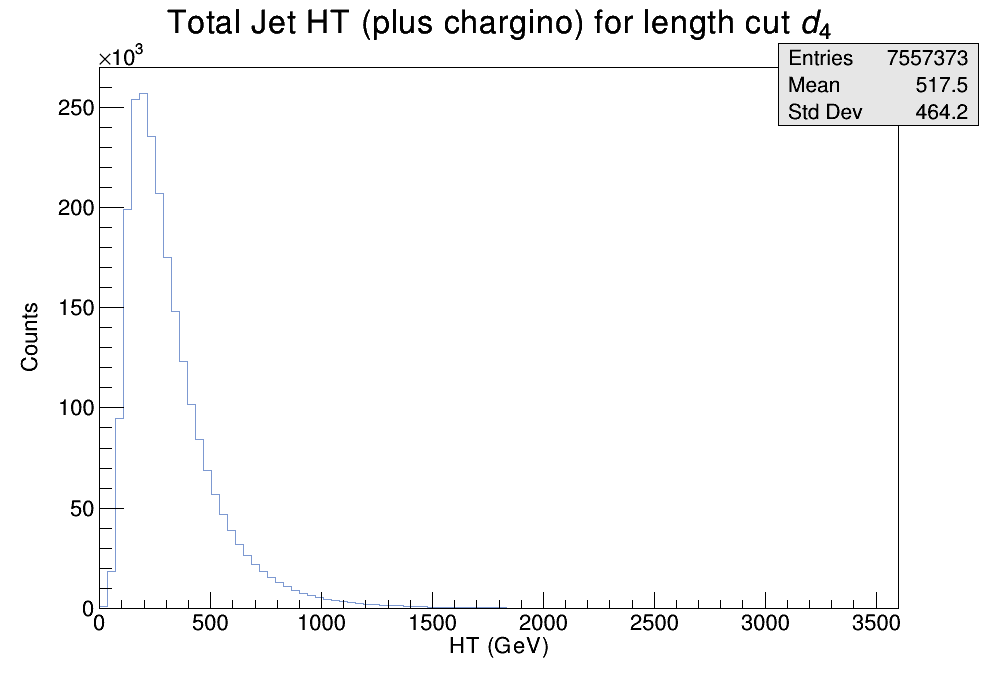 Total Jet HT (plus chargino) for length cut d4
×10³
Entries 7557373
Mean 517.5
Std Dev 464.2
250
200
150
100
50
0
Counts
0 500 1000 1500 2000 2500 3000 3500
HT (GeV)